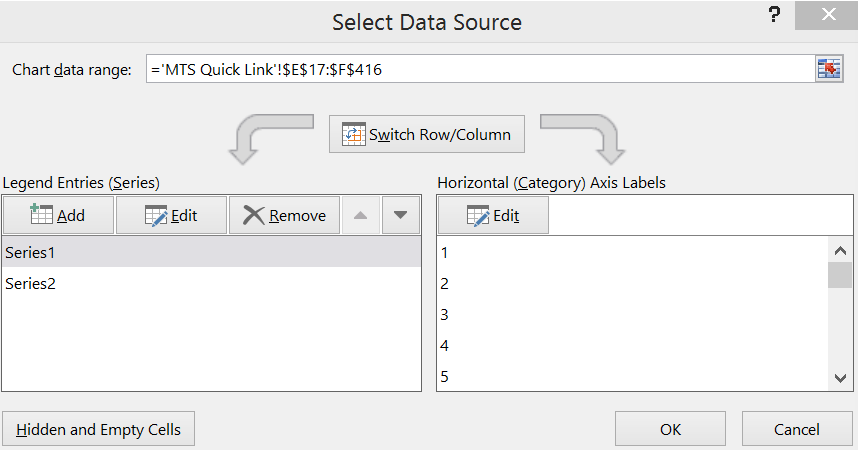 Select Data Source
?
Chart data range: ='MTS Quick Link'!$E$17:$F$416
Switch Row/Column
Legend Entries (Series)
Add Edit Remove
Series1
Series2
Horizontal (Category) Axis Labels
Edit
1
2
3
4
5
Hidden and Empty Cells
OK Cancel